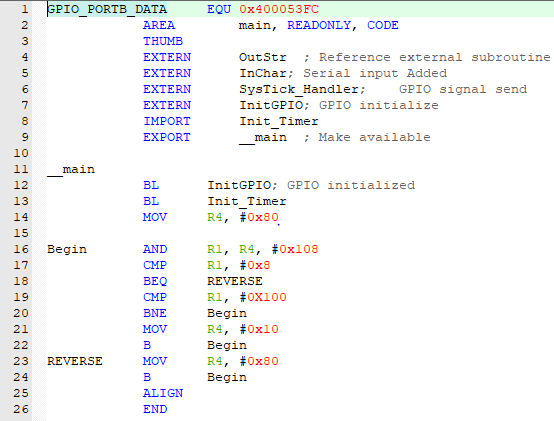 1 GPIO_PORTB_DATA EQU 0x400053FC
2 AREA main, READONLY, CODE
3 THUMB
4 EXTERN OutStr ; Reference external subroutine
5 EXTERN InChar; Serial input Added
6 EXTERN SysTick_Handler; GPIO signal send
7 EXTERN InitGPIO; GPIO initialize
8 IMPORT Init_Timer
9 EXPORT __main ; Make available
10
11 __main
12 BL InitGPIO; GPIO initialized
13 BL Init_Timer
14 MOV R4, #0x80
15
16 Begin AND R1, R4, #0x108
17 CMP R1, #0x8
18 BEQ REVERSE
19 CMP R1, #0X100
20 BNE Begin
21 MOV R4, #0x10
22 B Begin
23 REVERSE MOV R4, #0x80
24 B Begin
25 ALIGN
26 END